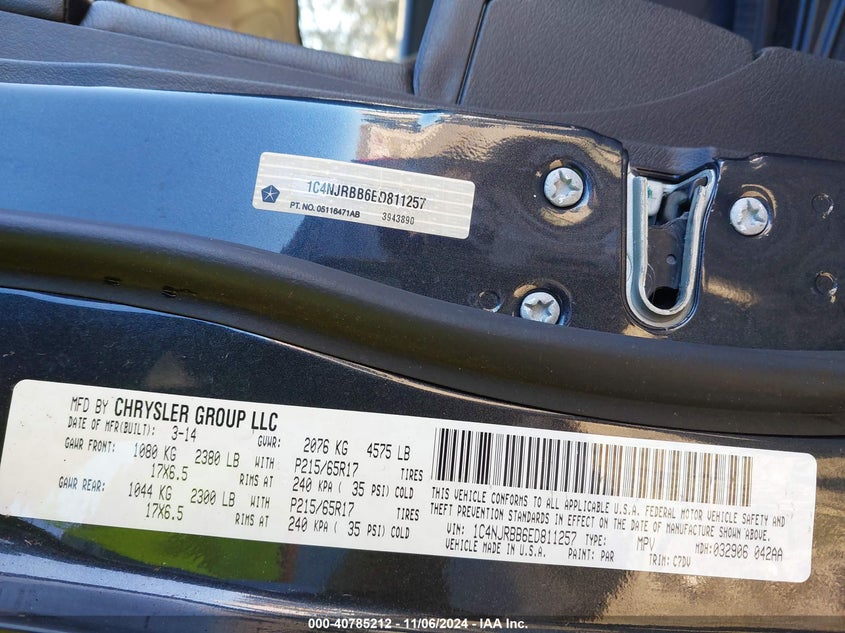 1C4NJRBB6ED811257
PT. NO. 05116471AB 3943890
MFD BY CHRYSLER GROUP LLC
DATE OF MFR(BUILT): 3-14 GVWR: 2076 KG 4575 LB
GAWR FRONT: 1080 KG 2380 LB WITH P215/65R17 TIRES
17X6.5 RIMS AT 240 KPA ( 35 PSI) COLD
GAWR REAR: 1044 KG 2300 LB WITH P215/65R17 TIRES
17X6.5 RIMS AT 240 KPA ( 35 PSI) COLD
THIS VEHICLE CONFORMS TO ALL APPLICABLE U.S.A. FEDERAL MOTOR VEHICLE SAFETY AND
THEFT PREVENTION STANDARDS IN EFFECT ON THE DATE OF MANUFACTURE SHOWN ABOVE.
VIN: 1C4NJRBB6ED811257 TYPE: MPV MDH:032906 042AA
VEHICLE MADE IN U.S.A. PAINT: PAR TRIM: C7DV
000-40785212 - 11/06/2024 - IAA Inc.